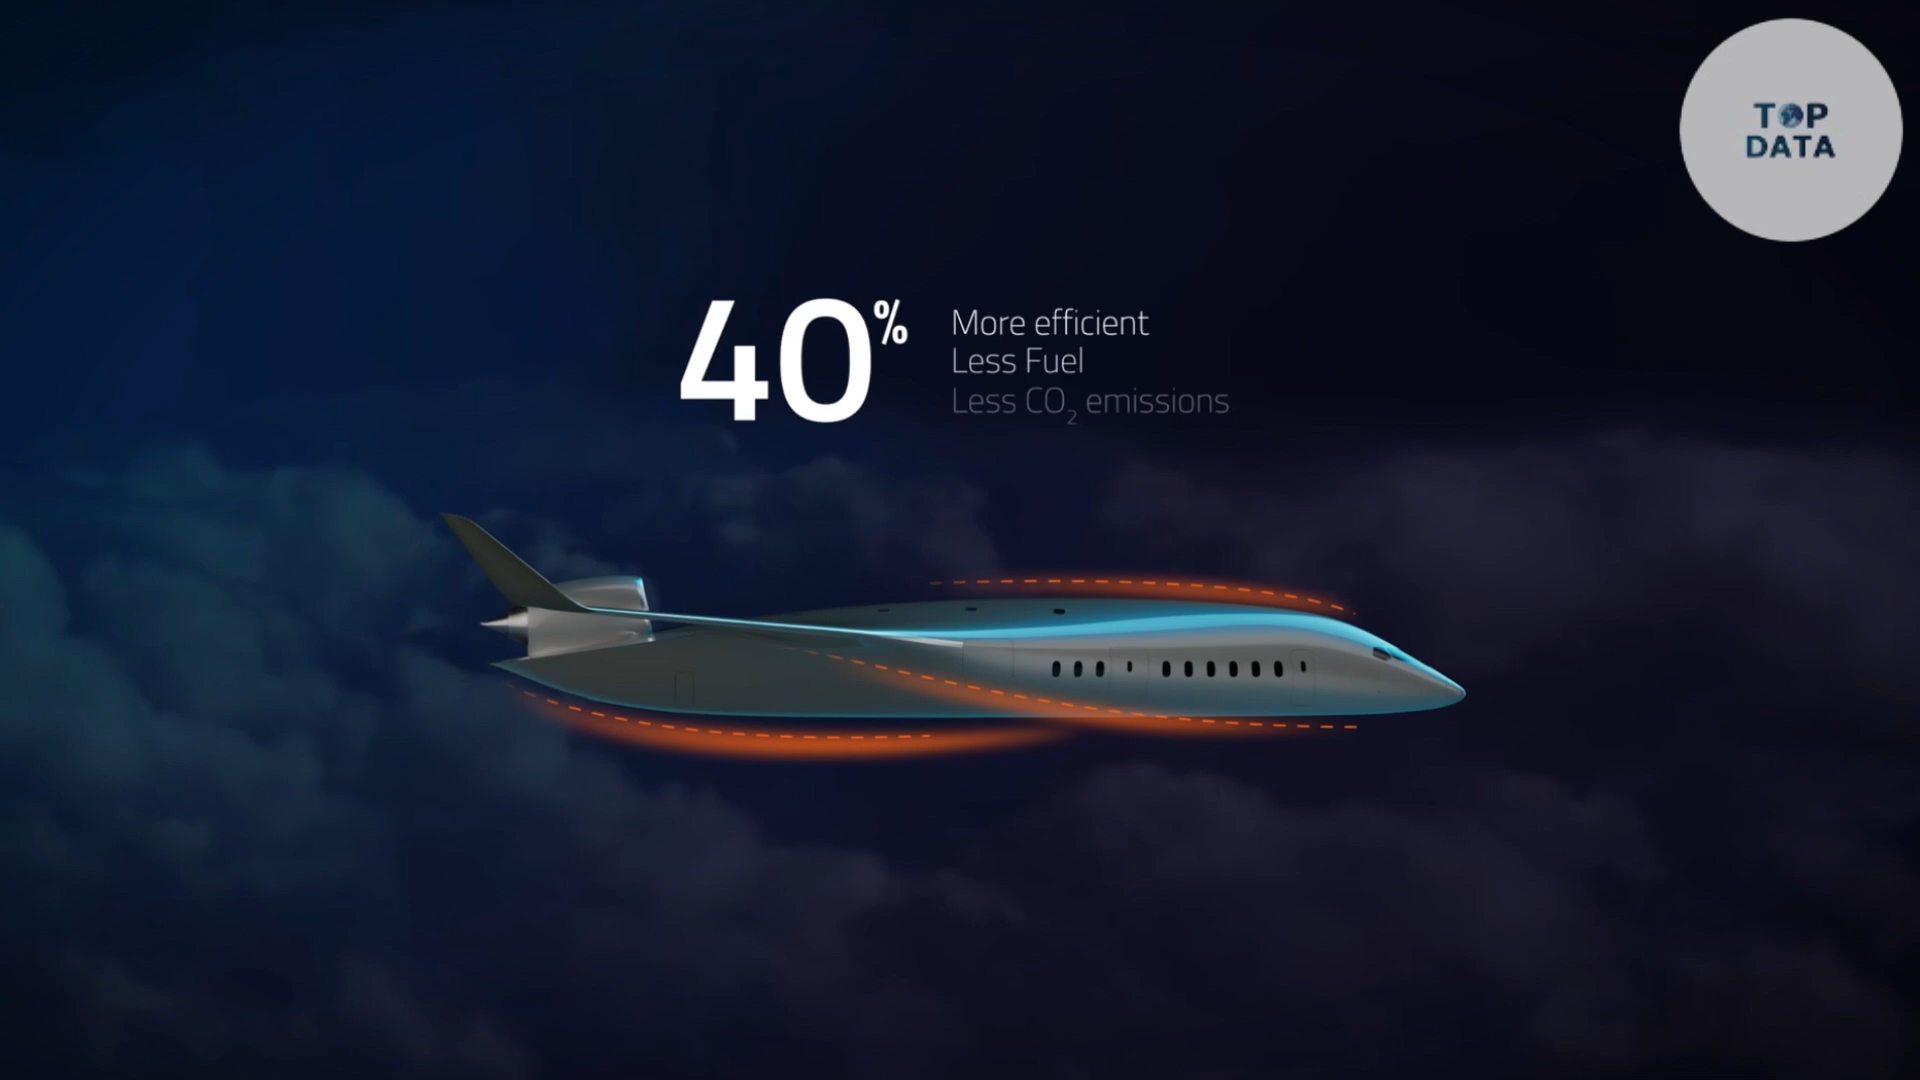 TOP
DATA
40%
More efficient
Less Fuel
Less CO₂ emissions